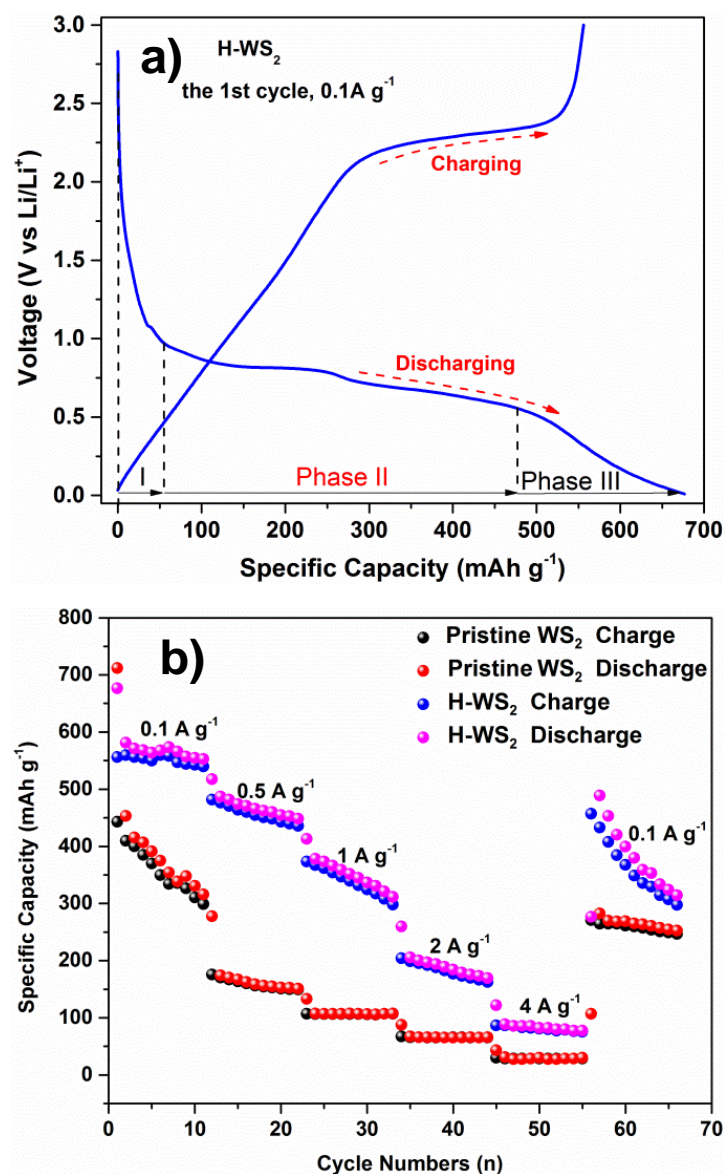 a)
H-WS₂
the 1st cycle, 0.1A g⁻¹
Charging
Discharging
I
Phase II
Phase III
Voltage (V vs Li/Li⁺)
3.0
2.5
2.0
1.5
1.0
0.5
0.0
0 100 200 300 400 500 600 700
Specific Capacity (mAh g⁻¹)
b)
Pristine WS₂ Charge
Pristine WS₂ Discharge
H-WS₂ Charge
H-WS₂ Discharge
0.1 A g⁻¹
0.5 A g⁻¹
1 A g⁻¹
2 A g⁻¹
4 A g⁻¹
0.1 A g⁻¹
Specific Capacity (mAh g⁻¹)
800
700
600
500
400
300
200
100
0
0 10 20 30 40 50 60 70
Cycle Numbers (n)